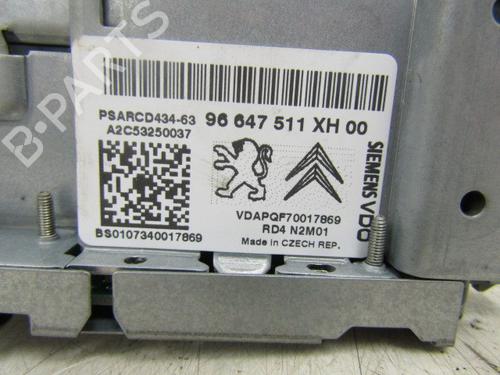 PSARCD434-63
A2C53250037
96 647 511 XH 00
VDAPQF70017869
RD4 N2M01
Made in CZECH REP.
BS0107340017869
SIEMENS VDO
B-PARTS